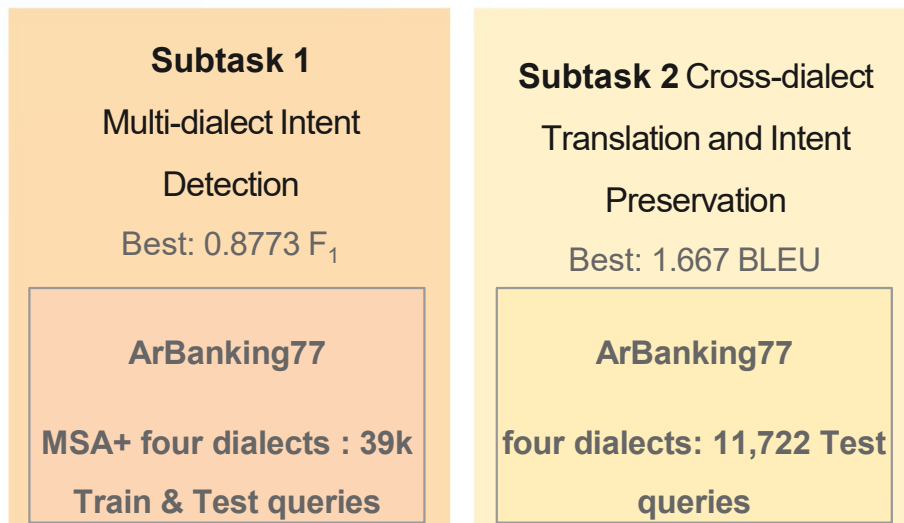 Subtask 1
Multi-dialect Intent
Detection
Best: 0.8773 F1
ArBanking77
MSA+ four dialects : 39k
Train & Test queries
Subtask 2 Cross-dialect
Translation and Intent
Preservation
Best: 1.667 BLEU
ArBanking77
four dialects: 11,722 Test
queries